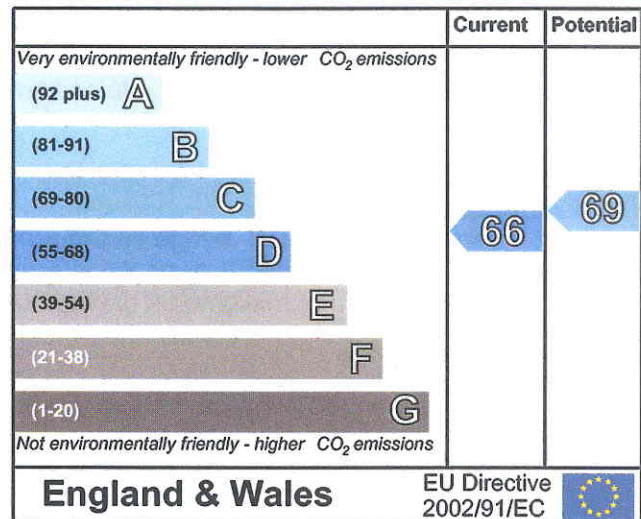 Current Potential
Very environmentally friendly - lower CO₂ emissions
(92 plus) A
(81-91) B
(69-80) C
(55-68) D
(39-54) E
(21-38) F
(1-20) G
66
69
Not environmentally friendly - higher CO₂ emissions
England & Wales
EU Directive
2002/91/EC